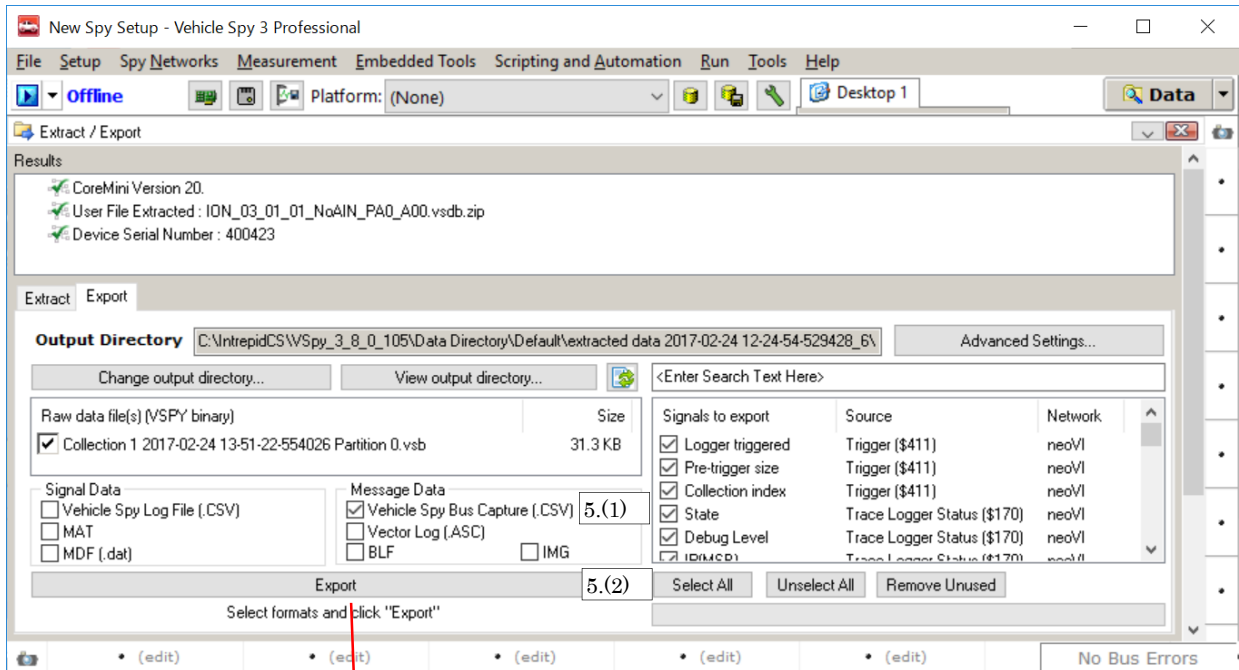 New Spy Setup - Vehicle Spy 3 Professional
File Setup Spy Networks Measurement Embedded Tools Scripting and Automation Run Tools Help
Offline Platform: (None) Desktop 1 Data
Extract / Export
Results
CoreMini Version 20.
User File Extracted : ION_03_01_01_NoAIN_PA0_A00.vsdb.zip
Device Serial Number : 400423
Extract Export
Output Directory C:\IntrepidCS\VSpy_3_8_0_105\Data Directory\Default\extracted data 2017-02-24 12-24-54-529428_6\ Advanced Settings...
Change output directory... View output directory... <Enter Search Text Here>
Raw data file(s) (VSPY binary) Size
Collection 1 2017-02-24 13-51-22-554026 Partition 0.vsb 31.3 KB
Signal Data
Vehicle Spy Log File (.CSV)
MAT
MDF (.dat)
Message Data
Vehicle Spy Bus Capture (.CSV) 5.(1)
Vector Log (.ASC)
BLF IMG
Signals to export Source Network
Logger triggered Trigger ($411) neoVI
Pre-trigger size Trigger ($411) neoVI
Collection index Trigger ($411) neoVI
State Trace Logger Status ($170) neoVI
Debug Level Trace Logger Status ($170) neoVI
IP(MSB) Trace Logger Status ($170) neoVI
Export 5.(2) Select All Unselect All Remove Unused
Select formats and click "Export"
(edit) (edit) (edit) (edit) (edit) No Bus Errors